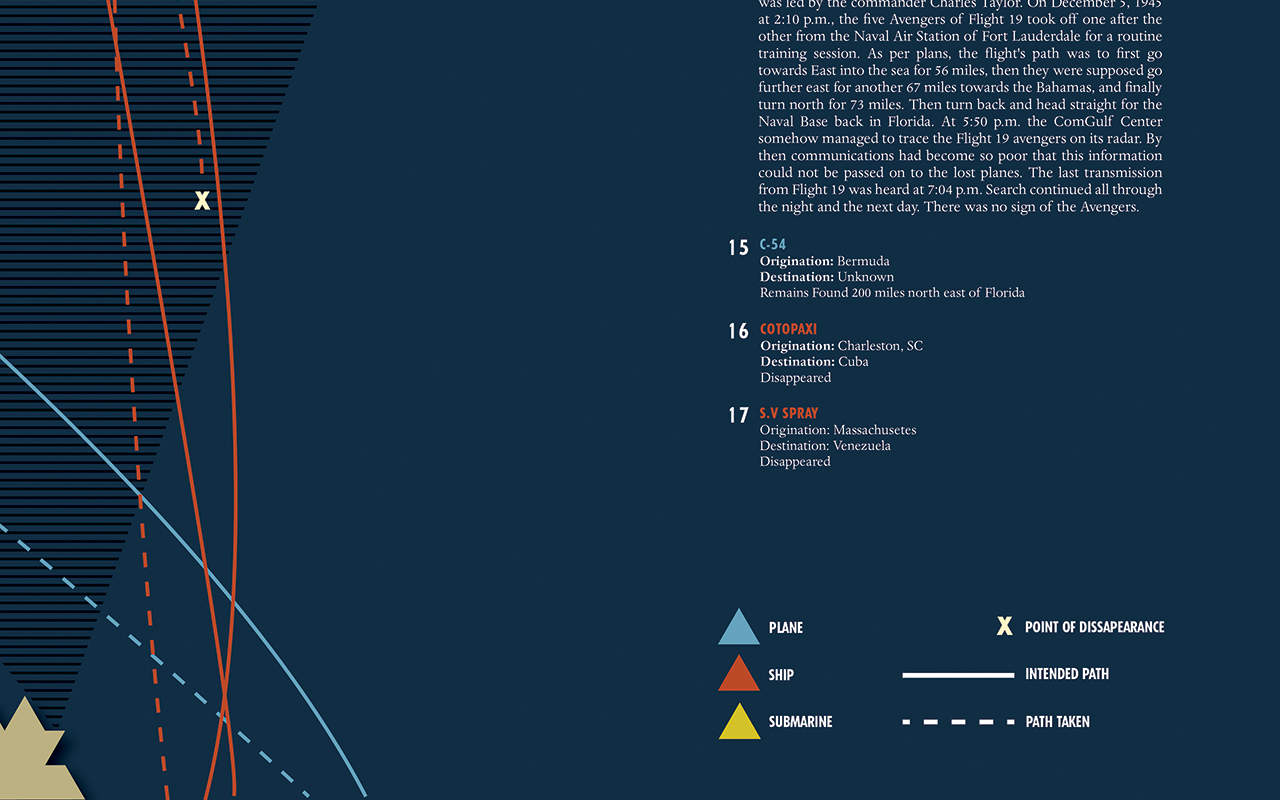 was led by the commander Charles Taylor. On December 5, 1945
at 2:10 p.m., the five Avengers of Flight 19 took off one after the
other from the Naval Air Station of Fort Lauderdale for a routine
training session. As per plans, the flight's path was to first go
towards East into the sea for 56 miles, then they were supposed go
further east for another 67 miles towards the Bahamas, and finally
turn north for 73 miles. Then turn back and head straight for the
Naval Base back in Florida. At 5:50 p.m. the ComGulf Center
somehow managed to trace the Flight 19 avengers on its radar. By
then communications had become so poor that this information
could not be passed on to the lost planes. The last transmission
from Flight 19 was heard at 7:04 p.m. Search continued all through
the night and the next day. There was no sign of the Avengers.
X
15 C-54
Origination: Bermuda
Destination: Unknown
Remains Found 200 miles north east of Florida
16 COTOPAXI
Origination: Charleston, SC
Destination: Cuba
Disappeared
17 S.V SPRAY
Origination: Massachusetes
Destination: Venezuela
Disappeared
PLANE
SHIP
SUBMARINE
X POINT OF DISSAPEARANCE
INTENDED PATH
PATH TAKEN